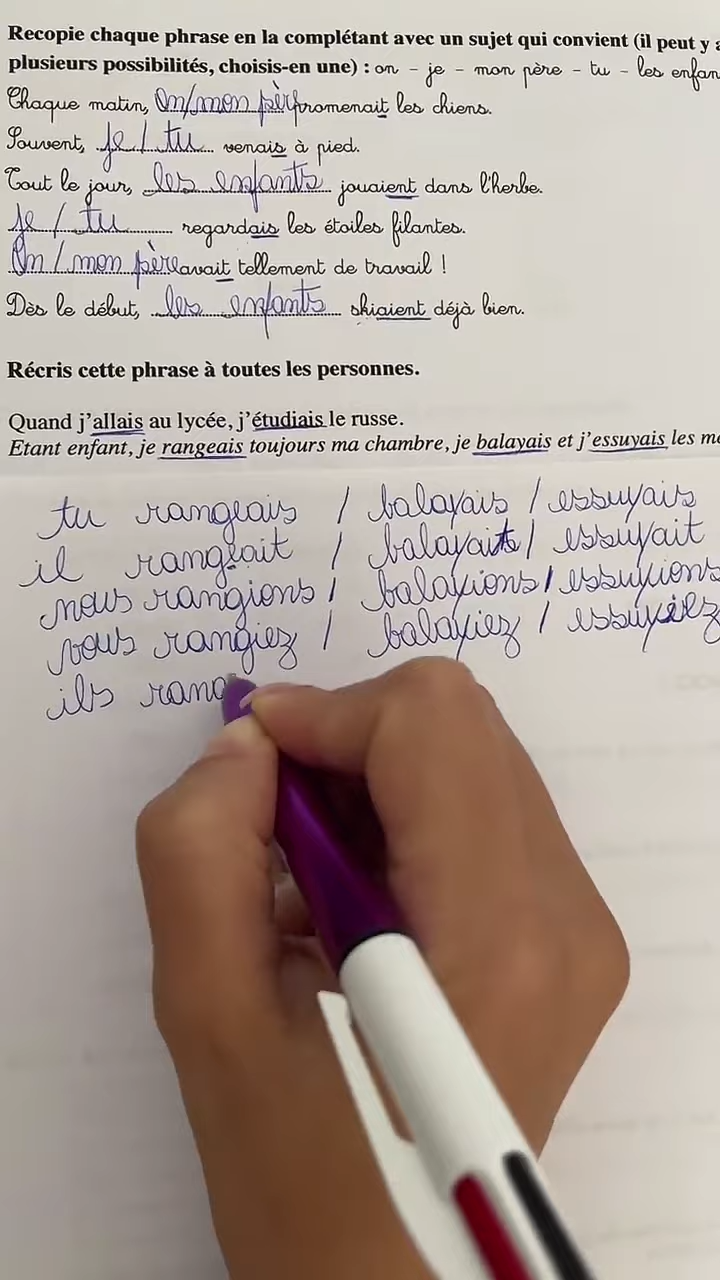 Recopie chaque phrase en la complétant avec un sujet qui convient (il peut y a
plusieurs possibilités, choisis-en une) : on - je - mon père - tu - les enfan
Chaque matin, On/mon père promenait les chiens.
Souvent, je / tu venais à pied.
Tout le jour, les enfants jouaient dans l'herbe.
je / tu regardais les étoiles filantes.
On / mon père avait tellement de travail !
Dès le début, les enfants skiaient déjà bien.
Récris cette phrase à toutes les personnes.
Quand j'allais au lycée, j'étudiais le russe.
Etant enfant, je rangeais toujours ma chambre, je balayais et j'essuyais les me
tu rangeais / balayais / essuyais
il rangeait / balayait / essuyait
nous rangions / balayions / essuyions
vous rangiez / balayiez / essuyiez
ils rang